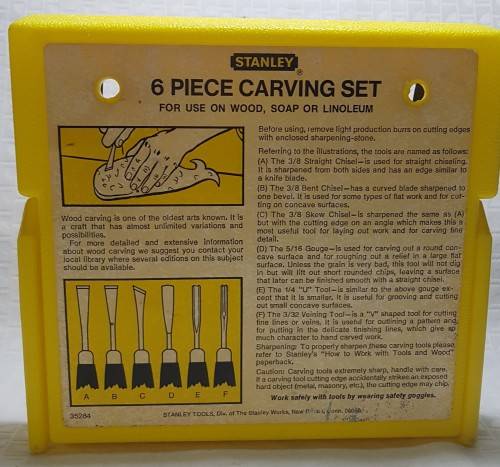 STANLEY
®
6 PIECE CARVING SET
FOR USE ON WOOD, SOAP OR LINOLEUM
Wood carving is one of the oldest arts known. It is
a craft that has almost unlimited variations and
possibilities.
For more detailed and extensive information
about wood carving we suggest you contact your
local library where several editions on this subject
should be available.
A B C D E F
35284
Before using, remove light production burrs on cutting edges
with enclosed sharpening-stone.
Referring to the illustrations, the tools are named as follows:
(A) The 3/8 Straight Chisel—is used for straight chiseling.
It is sharpened from both sides and has an edge similar to
a knife blade.
(B) The 3/8 Bent Chisel—has a curved blade sharpened to
one bevel. It is used for some types of flat work and for cut-
ting on concave surfaces.
(C) The 3/8 Skew Chisel—is sharpened the same as (A)
but with the cutting edge on an angle which makes this a
most useful tool for laying out work and for carving fine
detail.
(D) The 5/16 Gouge—is used for carving out a round con-
cave surface and for roughing out a relief in a large flat
surface. Unless the grain is very bad, this tool will not dig
in but will lift out short rounded chips, leaving a surface
that later can be finished smooth with a straight chisel.
(E) The 1/4 "U" Tool—is similar to the above gouge ex-
cept that it is smaller. It is useful for grooving and cutting
out small concave surfaces.
(F) The 3/32 Veining Tool—is a "V" shaped tool for cutting
fine lines or veins. It is useful for outlining a pattern and
for putting in the delicate finishing lines, which give so
much character to hand carved work.
Sharpening: To properly sharpen these carving tools please
refer to Stanley's "How to Work with Tools and Wood"
paperback.
Caution: Carving tools extremely sharp, handle with care.
If a carving tool cutting edge accidentally strikes an exposed
hard object (metal, masonry, etc.), the cutting edge may chip.
Work safely with tools by wearing safety goggles.
STANLEY TOOLS, Div. of The Stanley Works, New Conn.